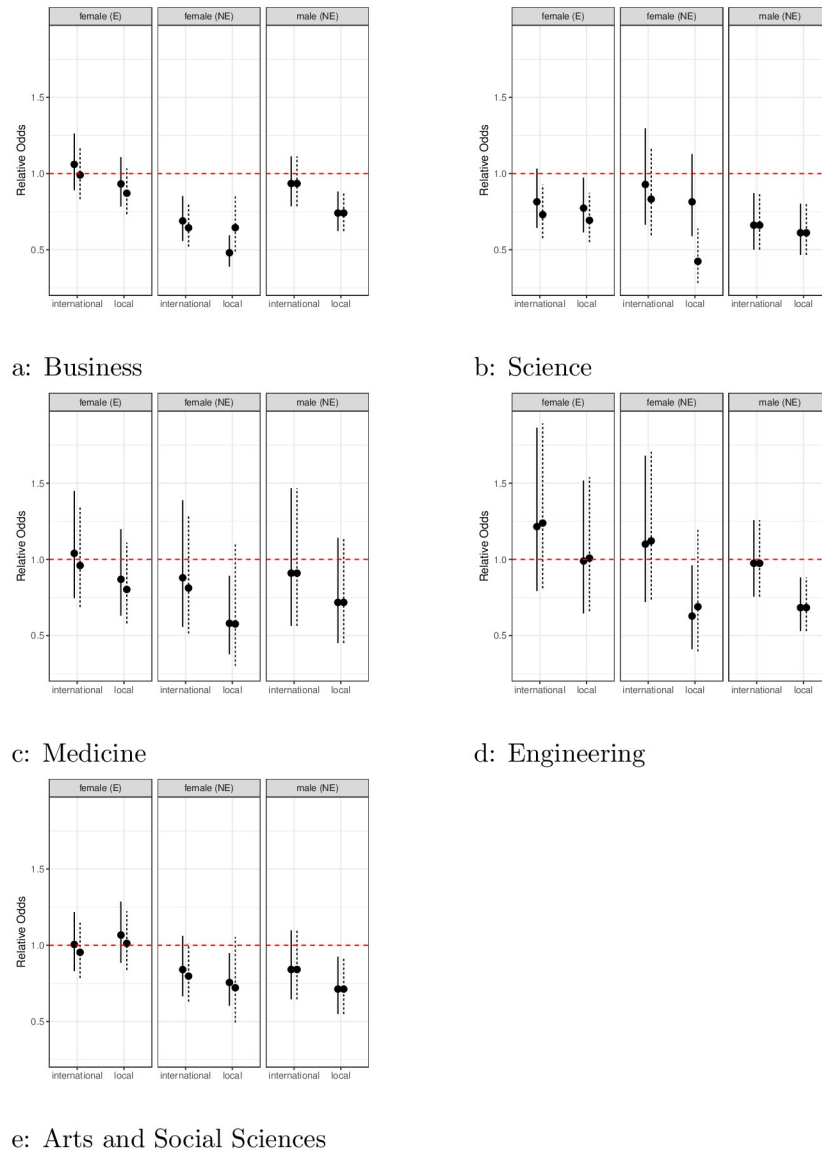 female (E) female (NE) male (NE)
Relative Odds
1.5
1.0
0.5
international local international local international local
a: Business
female (E) female (NE) male (NE)
Relative Odds
1.5
1.0
0.5
international local international local international local
b: Science
female (E) female (NE) male (NE)
Relative Odds
1.5
1.0
0.5
international local international local international local
c: Medicine
female (E) female (NE) male (NE)
Relative Odds
1.5
1.0
0.5
international local international local international local
d: Engineering
female (E) female (NE) male (NE)
Relative Odds
1.5
1.0
0.5
international local international local international local
e: Arts and Social Sciences